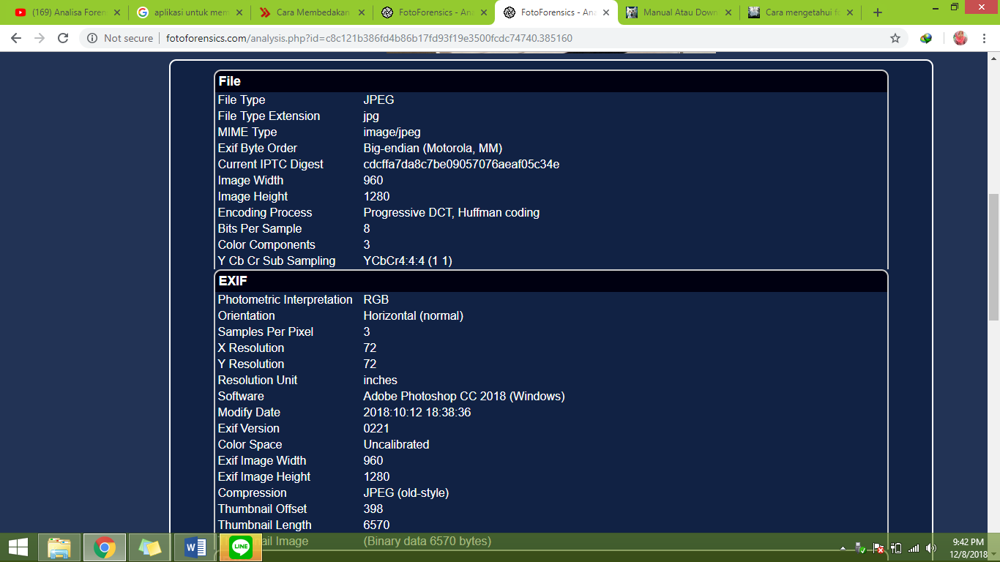 (169) Analisa Foren
aplikasi untuk mem
Cara Membedakan
FotoForensics - Ana
FotoForensics - Ana
Manual Atau Down
Cara mengetahui fo
Not secure
fotoforensics.com/analysis.php?id=c8c121b386fd4b86b17fd93f19e3500fcdc74740.385160
File
File Type JPEG
File Type Extension jpg
MIME Type image/jpeg
Exif Byte Order Big-endian (Motorola, MM)
Current IPTC Digest cdcffa7da8c7be09057076aeaf05c34e
Image Width 960
Image Height 1280
Encoding Process Progressive DCT, Huffman coding
Bits Per Sample 8
Color Components 3
Y Cb Cr Sub Sampling YCbCr4:4:4 (1 1)
EXIF
Photometric Interpretation RGB
Orientation Horizontal (normal)
Samples Per Pixel 3
X Resolution 72
Y Resolution 72
Resolution Unit inches
Software Adobe Photoshop CC 2018 (Windows)
Modify Date 2018:10:12 18:38:36
Exif Version 0221
Color Space Uncalibrated
Exif Image Width 960
Exif Image Height 1280
Compression JPEG (old-style)
Thumbnail Offset 398
Thumbnail Length 6570
ail Image (Binary data 6570 bytes)
LINE
9:42 PM
12/8/2018